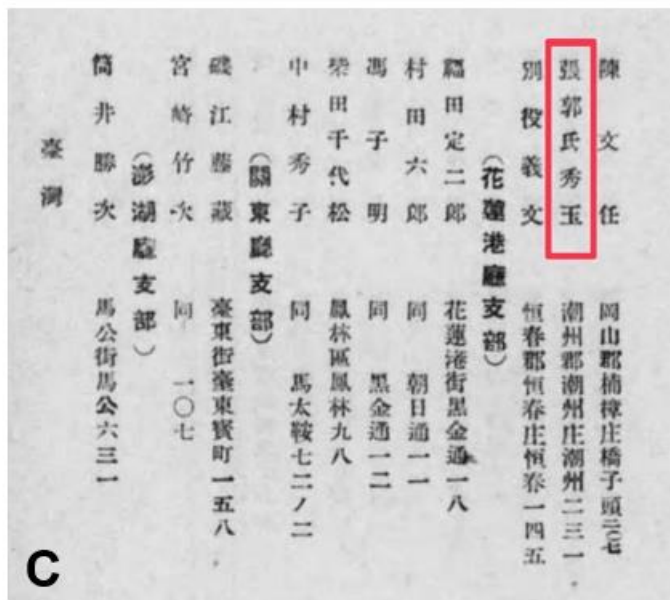 陳文任 岡山郡楠樟庄橋子頭二〇七
張郭氏秀玉 潮州郡潮州庄潮州二三一
別役義文 恒春郡恒春庄恒春一四五
（花蓮港廳支部）
福田定二郎 花蓮港街黑金通一八
村田六郎 同 朝日通一一
馮子明 同 黑金通一二
柴田千代松 鳳林區鳳林九八
中村秀子 同 馬太鞍七二ノ二
（關東廳支部）
磯江藤藏 臺東街臺東寳町一五八
宮崎竹次 同 一〇七
（澎湖廳支部）
筒井勝次 馬公街馬公六三一
臺灣
C